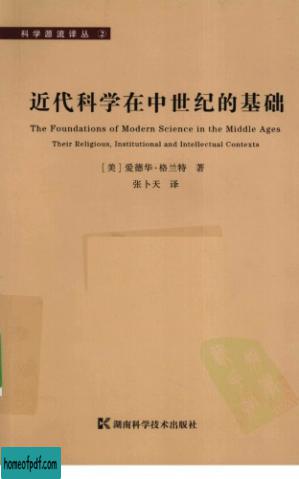 科学源流译丛 ②
近代科学在中世纪的基础
The Foundations of Modern Science in the Middle Ages
Their Religious, Institutional and Intellectual Contexts
[美] 爱德华·格兰特 著
张卜天 译
湖南科学技术出版社
homeofpdf.com